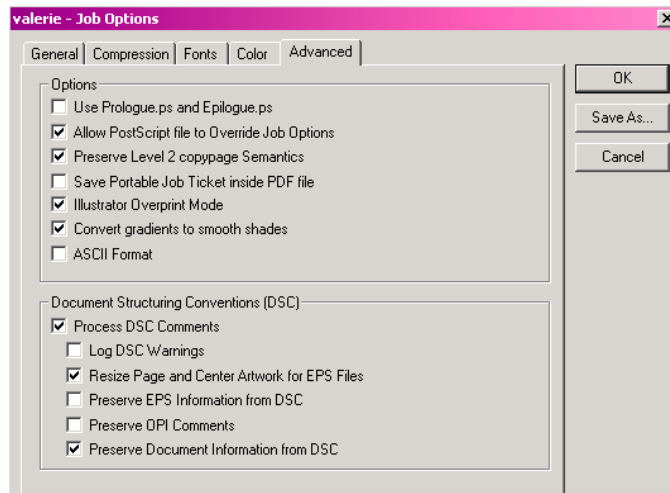 valerie - Job Options
General Compression Fonts Color Advanced
Options
Use Prologue.ps and Epilogue.ps
Allow PostScript file to Override Job Options
Preserve Level 2 copypage Semantics
Save Portable Job Ticket inside PDF file
Illustrator Overprint Mode
Convert gradients to smooth shades
ASCII Format
Document Structuring Conventions (DSC)
Process DSC Comments
Log DSC Warnings
Resize Page and Center Artwork for EPS Files
Preserve EPS Information from DSC
Preserve OPI Comments
Preserve Document Information from DSC
OK
Save As...
Cancel